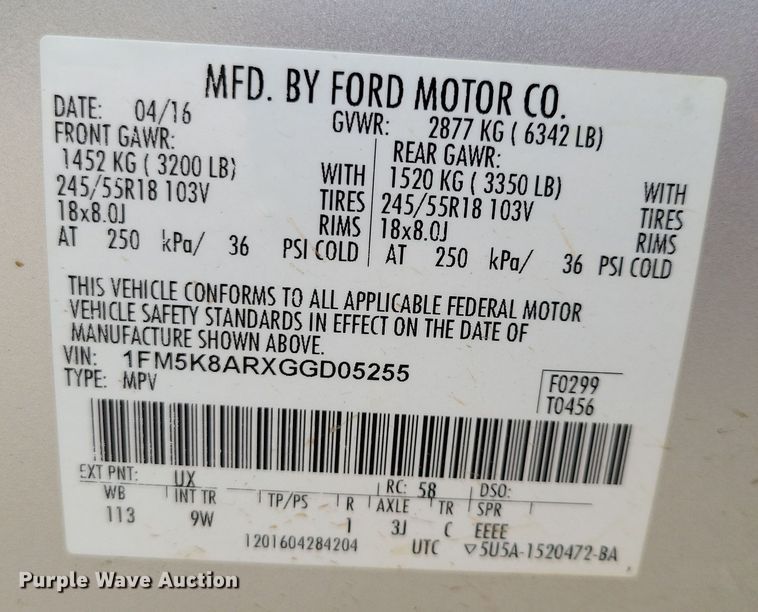 MFD. BY FORD MOTOR CO.
DATE: 04/16 GVWR: 2877 KG ( 6342 LB)
FRONT GAWR: REAR GAWR:
1452 KG ( 3200 LB) WITH 1520 KG ( 3350 LB) WITH
245/55R18 103V TIRES 245/55R18 103V TIRES
18x8.0J RIMS 18x8.0J RIMS
AT 250 kPa/ 36 PSI COLD AT 250 kPa/ 36 PSI COLD
THIS VEHICLE CONFORMS TO ALL APPLICABLE FEDERAL MOTOR
VEHICLE SAFETY STANDARDS IN EFFECT ON THE DATE OF
MANUFACTURE SHOWN ABOVE.
VIN: 1FM5K8ARXGGD05255
TYPE: MPV F0299
T0456
EXT PNT: UX RC: 58 DSO:
WB INT TR TP/PS R AXLE TR SPR
113 9W 1 3J C EEEE
1201604284204 UTC ▽5U5A-1520472-BA
Purple Wave Auction